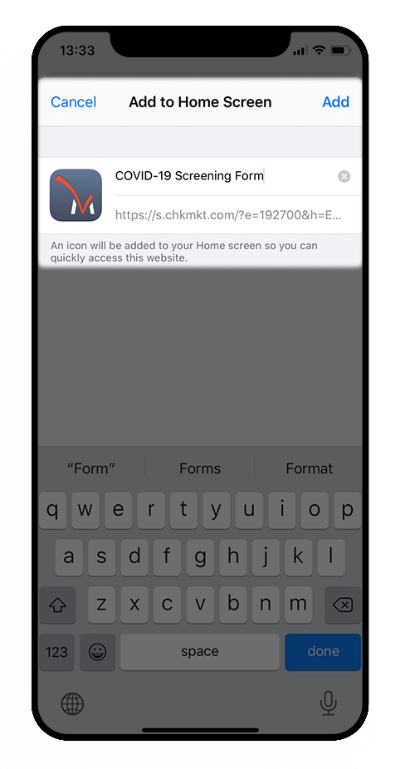 13:33
Cancel Add to Home Screen Add
COVID-19 Screening Form
https://s.chkmkt.com/?e=192700&h=E...
An icon will be added to your Home screen so you can
quickly access this website.
“Form” Forms Format
q w e r t y u i o p
a s d f g h j k l
z x c v b n m
123 space done